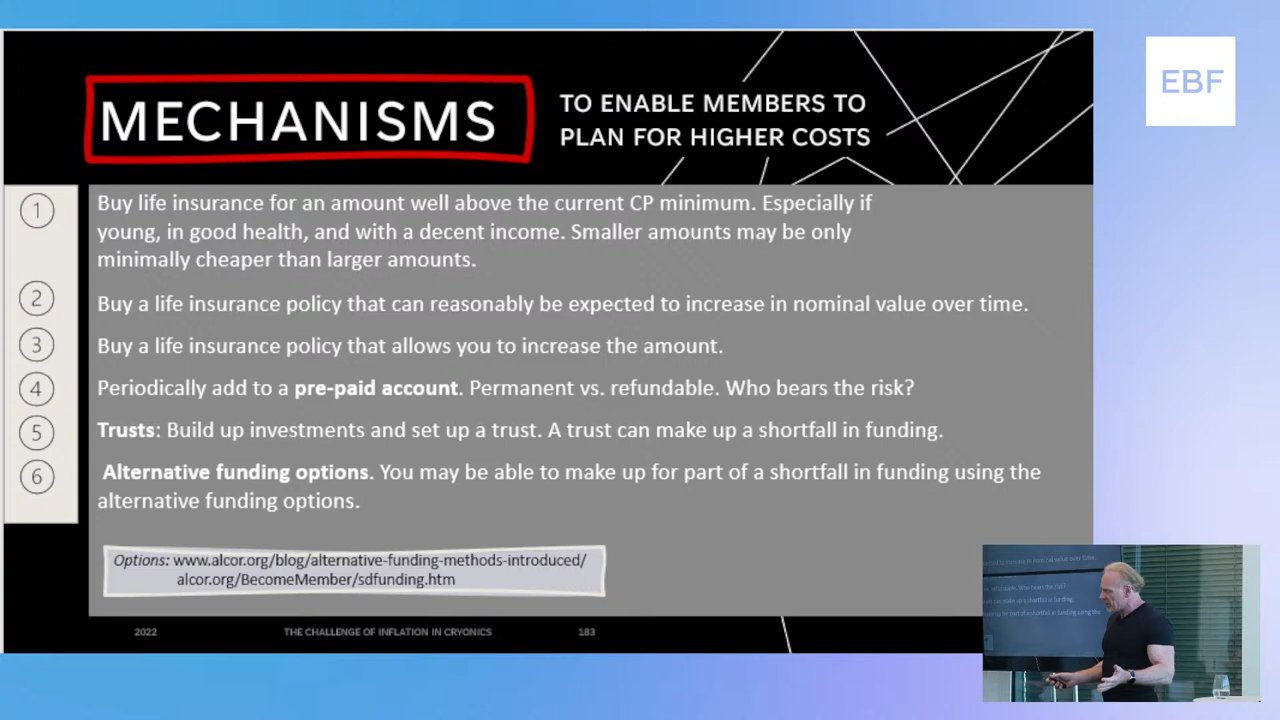 EBF
MECHANISMS
TO ENABLE MEMBERS TO
PLAN FOR HIGHER COSTS
1
Buy life insurance for an amount well above the current CP minimum. Especially if
young, in good health, and with a decent income. Smaller amounts may be only
minimally cheaper than larger amounts.
2
Buy a life insurance policy that can reasonably be expected to increase in nominal value over time.
3
Buy a life insurance policy that allows you to increase the amount.
4
Periodically add to a pre-paid account. Permanent vs. refundable. Who bears the risk?
5
Trusts: Build up investments and set up a trust. A trust can make up a shortfall in funding.
6
Alternative funding options. You may be able to make up for part of a shortfall in funding using the
alternative funding options.
Options: www.alcor.org/blog/alternative-funding-methods-introduced/
alcor.org/BecomeMember/sdfunding.htm
2022
THE CHALLENGE OF INFLATION IN CRYONICS
183